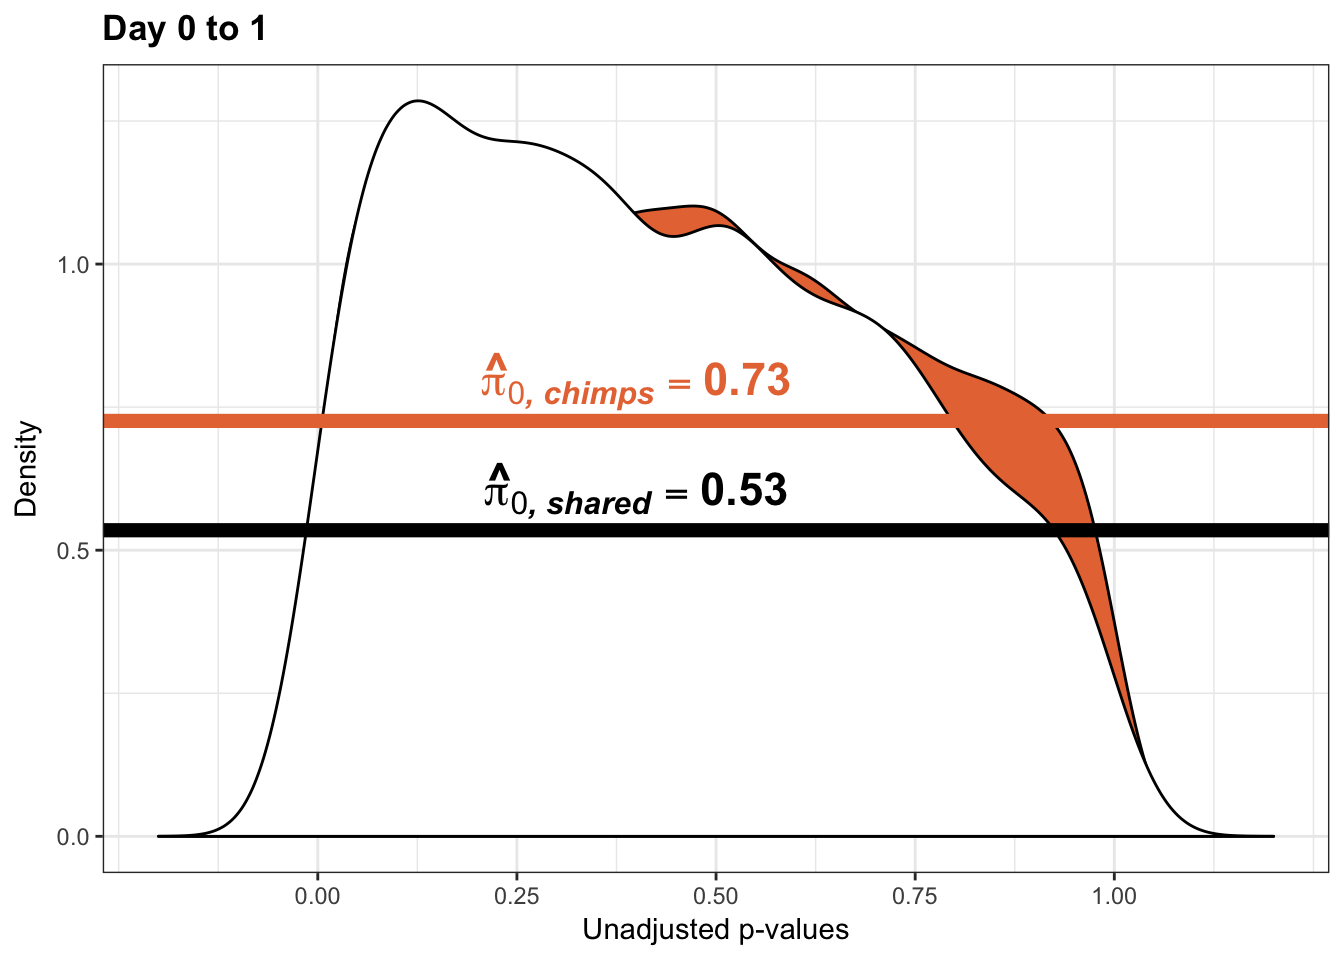 Day 0 to 1
π̂0, chimps = 0.73
π̂0, shared = 0.53
Density
1.0
0.5
0.0
0.00 0.25 0.50 0.75 1.00
Unadjusted p-values